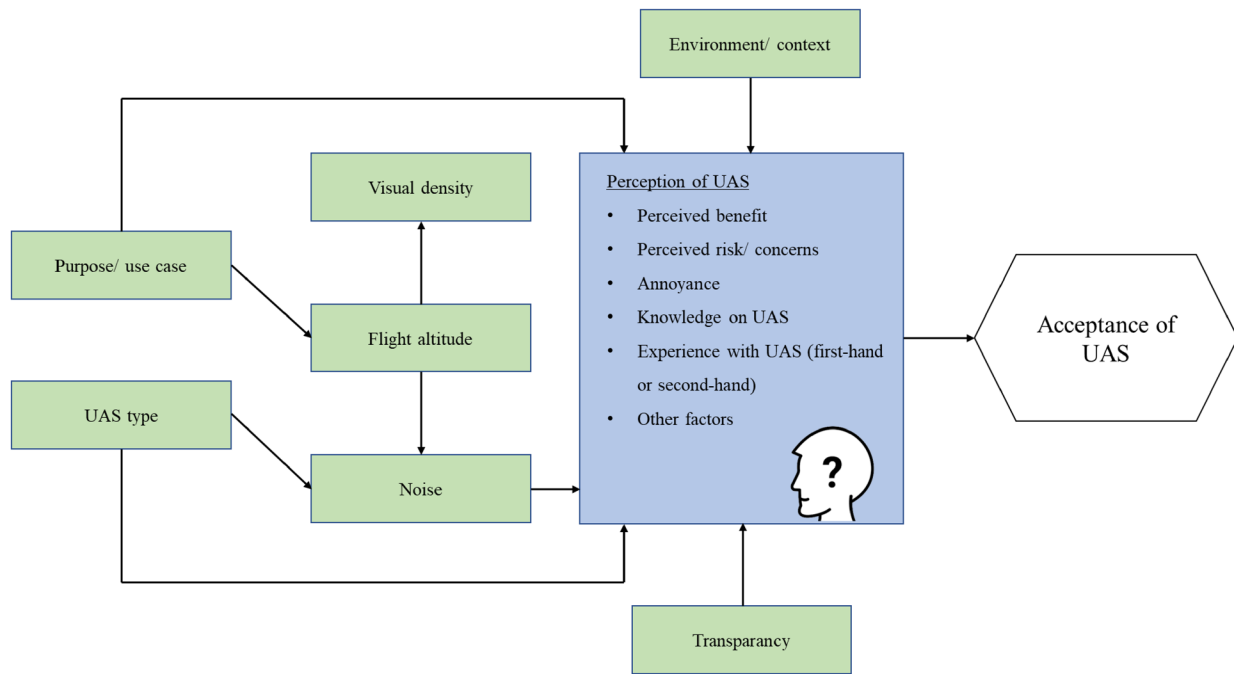 Environment/ context
Visual density
Purpose/ use case
Flight altitude
UAS type
Noise
Perception of UAS
• Perceived benefit
• Perceived risk/ concerns
• Annoyance
• Knowledge on UAS
• Experience with UAS (first-hand
or second-hand)
• Other factors
?
Transparancy
Acceptance of
UAS